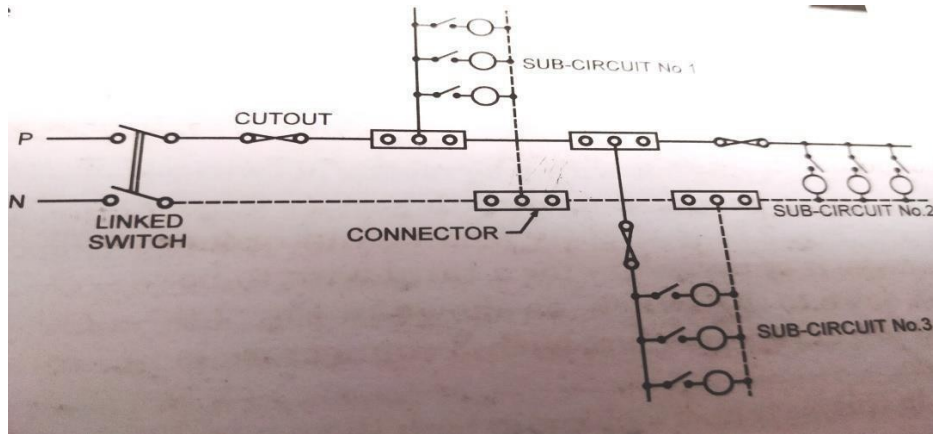 SUB-CIRCUIT No 1
CUTOUT
P
N
LINKED
SWITCH
CONNECTOR
SUB-CIRCUIT No.2
SUB-CIRCUIT No.3